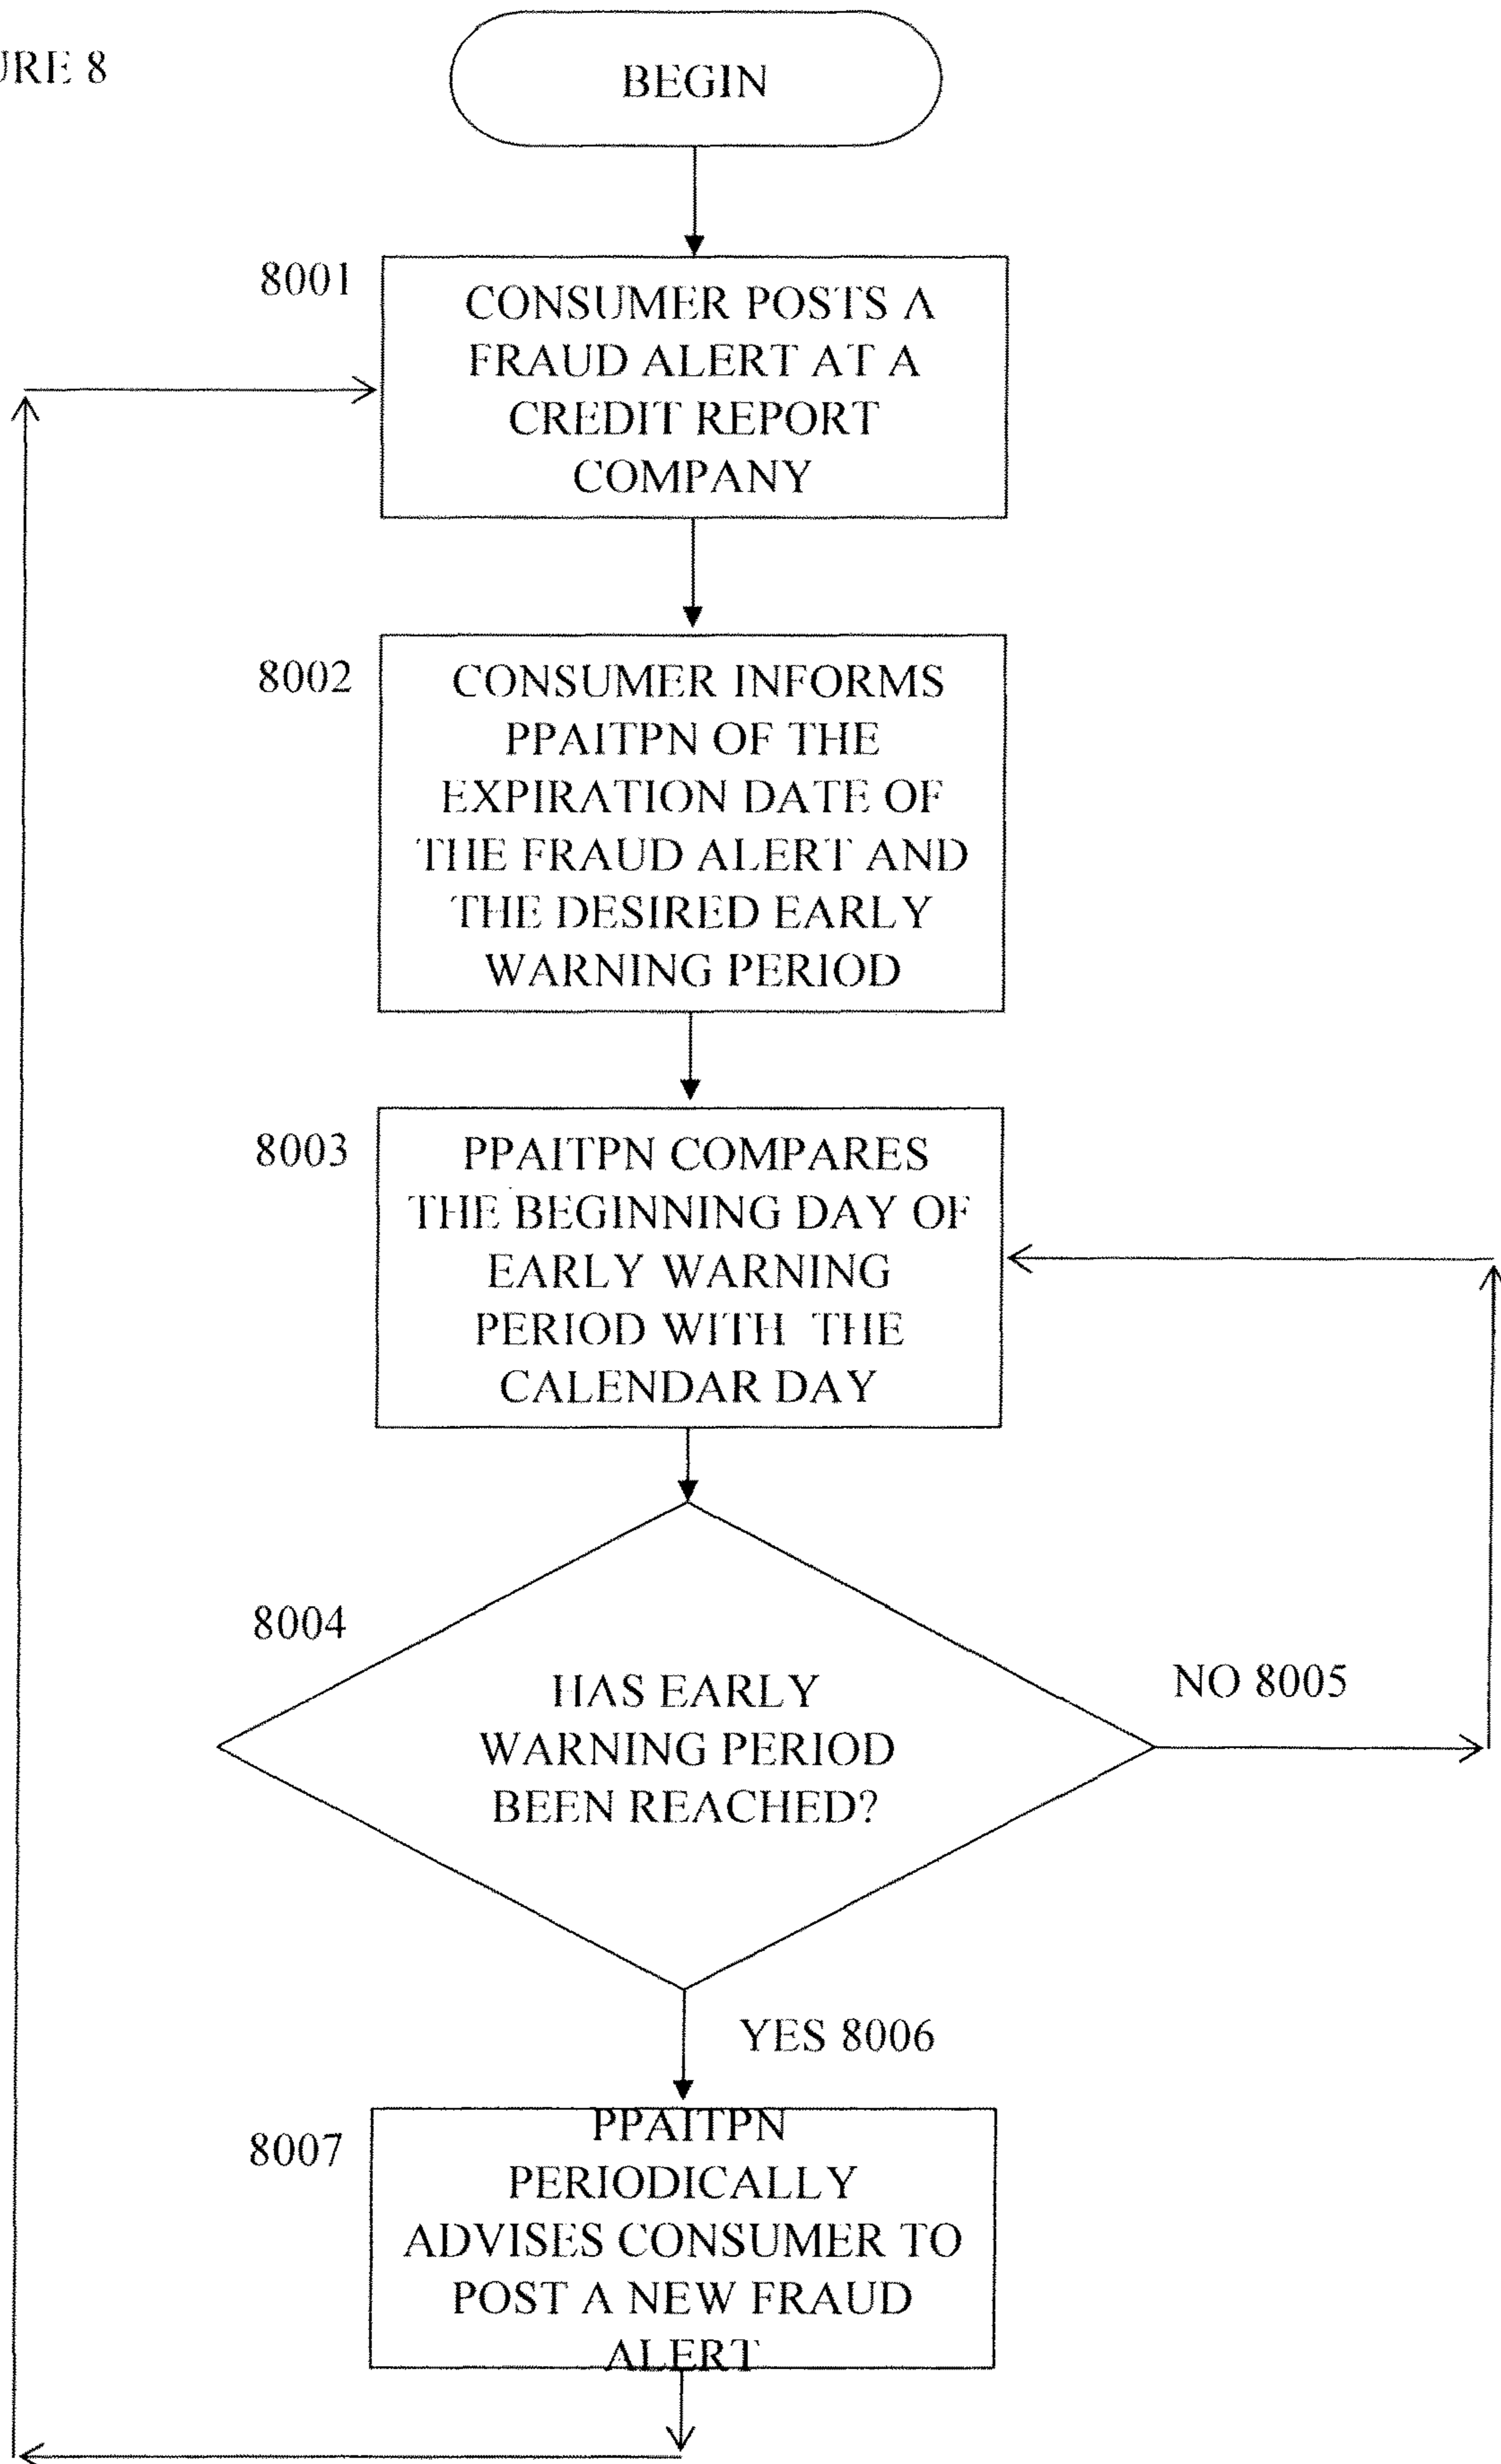 URE 8
BEGIN
8001
CONSUMER POSTS A
FRAUD ALERT AT A
CREDIT REPORT
COMPANY
8002
CONSUMER INFORMS
PPAITPN OF THE
EXPIRATION DATE OF
THE FRAUD ALERT AND
THE DESIRED EARLY
WARNING PERIOD
8003
PPAITPN COMPARES
THE BEGINNING DAY OF
EARLY WARNING
PERIOD WITH THE
CALENDAR DAY
8004
HAS EARLY
WARNING PERIOD
BEEN REACHED?
NO 8005
YES 8006
8007
PPAITPN
PERIODICALLY
ADVISES CONSUMER TO
POST A NEW FRAUD
ALERT